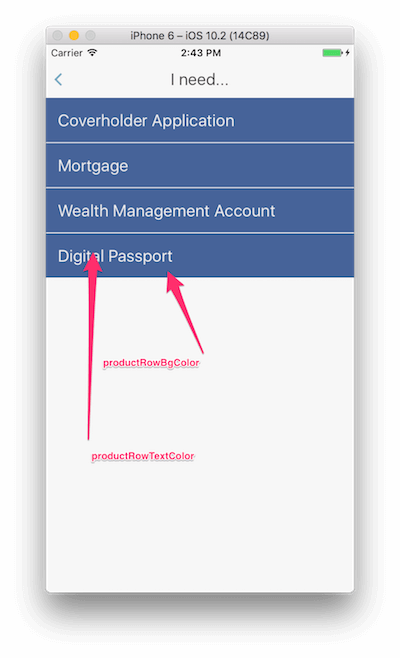 iPhone 6 – iOS 10.2 (14C89)
Carrier 2:43 PM
I need...
Coverholder Application
Mortgage
Wealth Management Account
Digital Passport
productRowBgColor
productRowTextColor